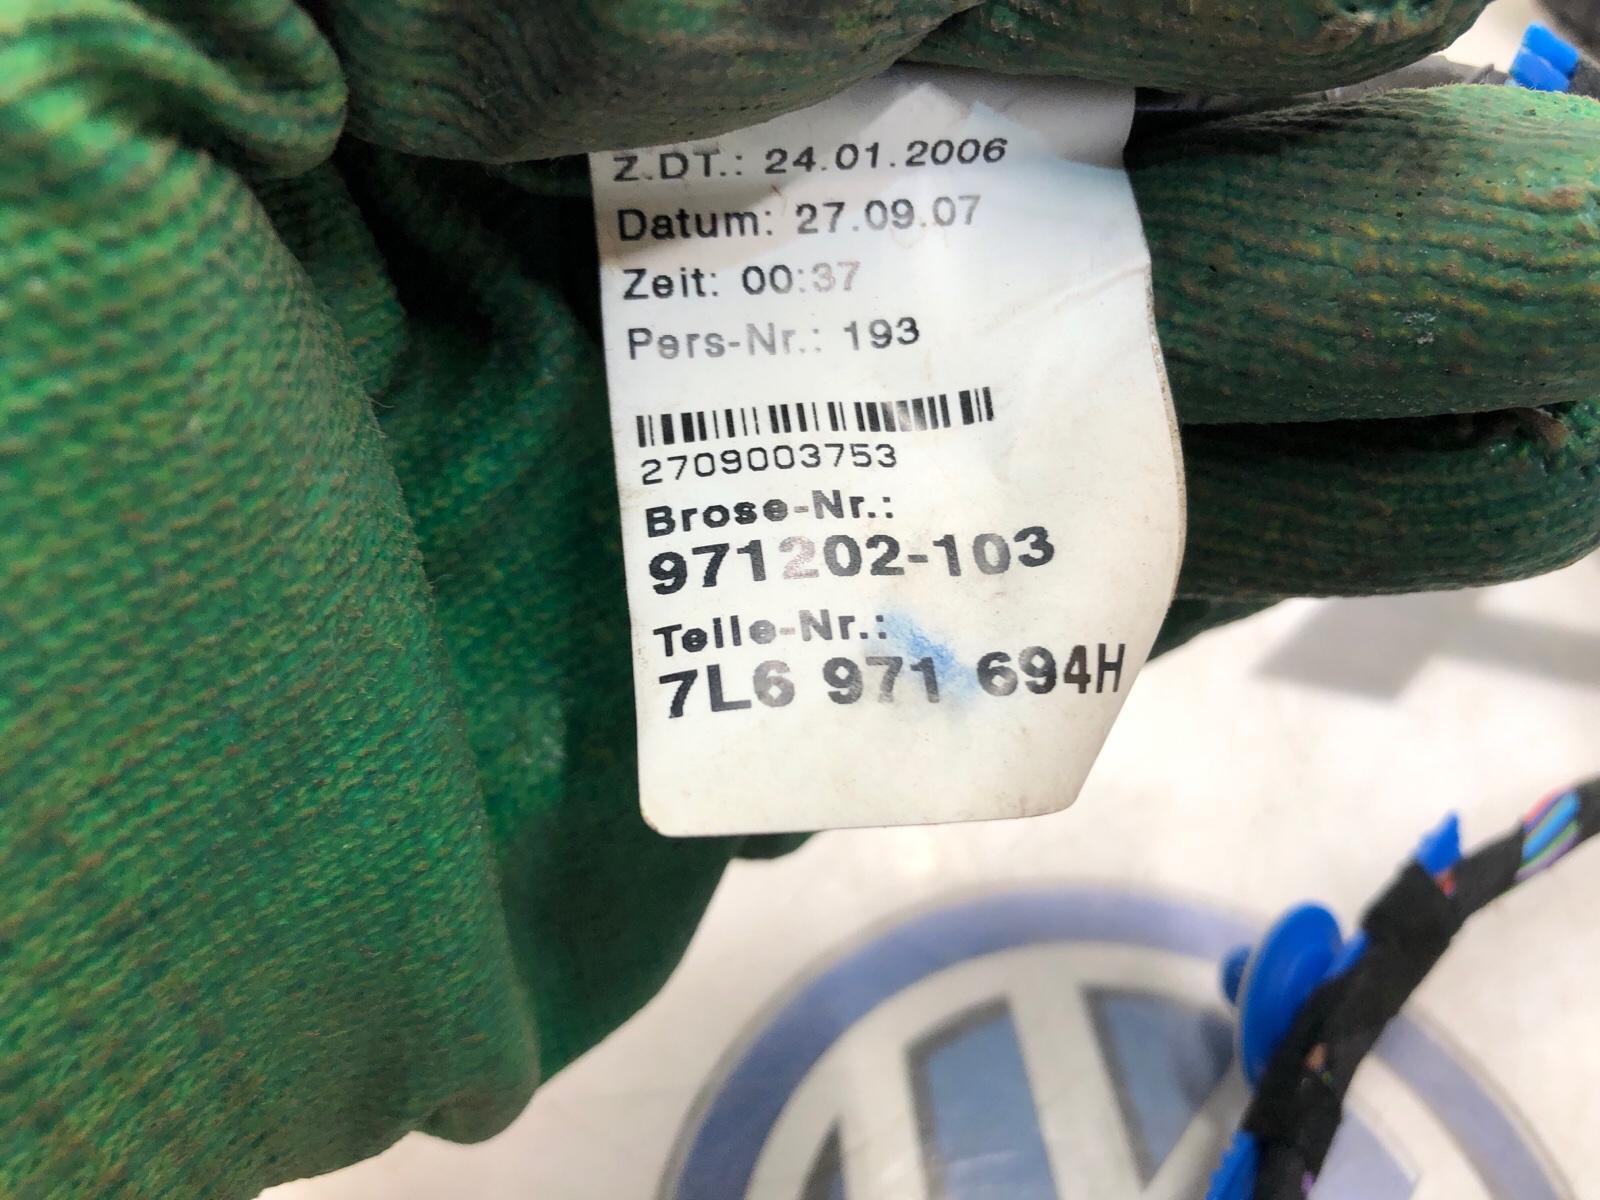 Z.DT.: 24.01.2006
Datum: 27.09.07
Zeit: 00:37
Pers-Nr.: 193
2709003753
Brose-Nr.:
971202-103
Teile-Nr.:
7L6 971 694H